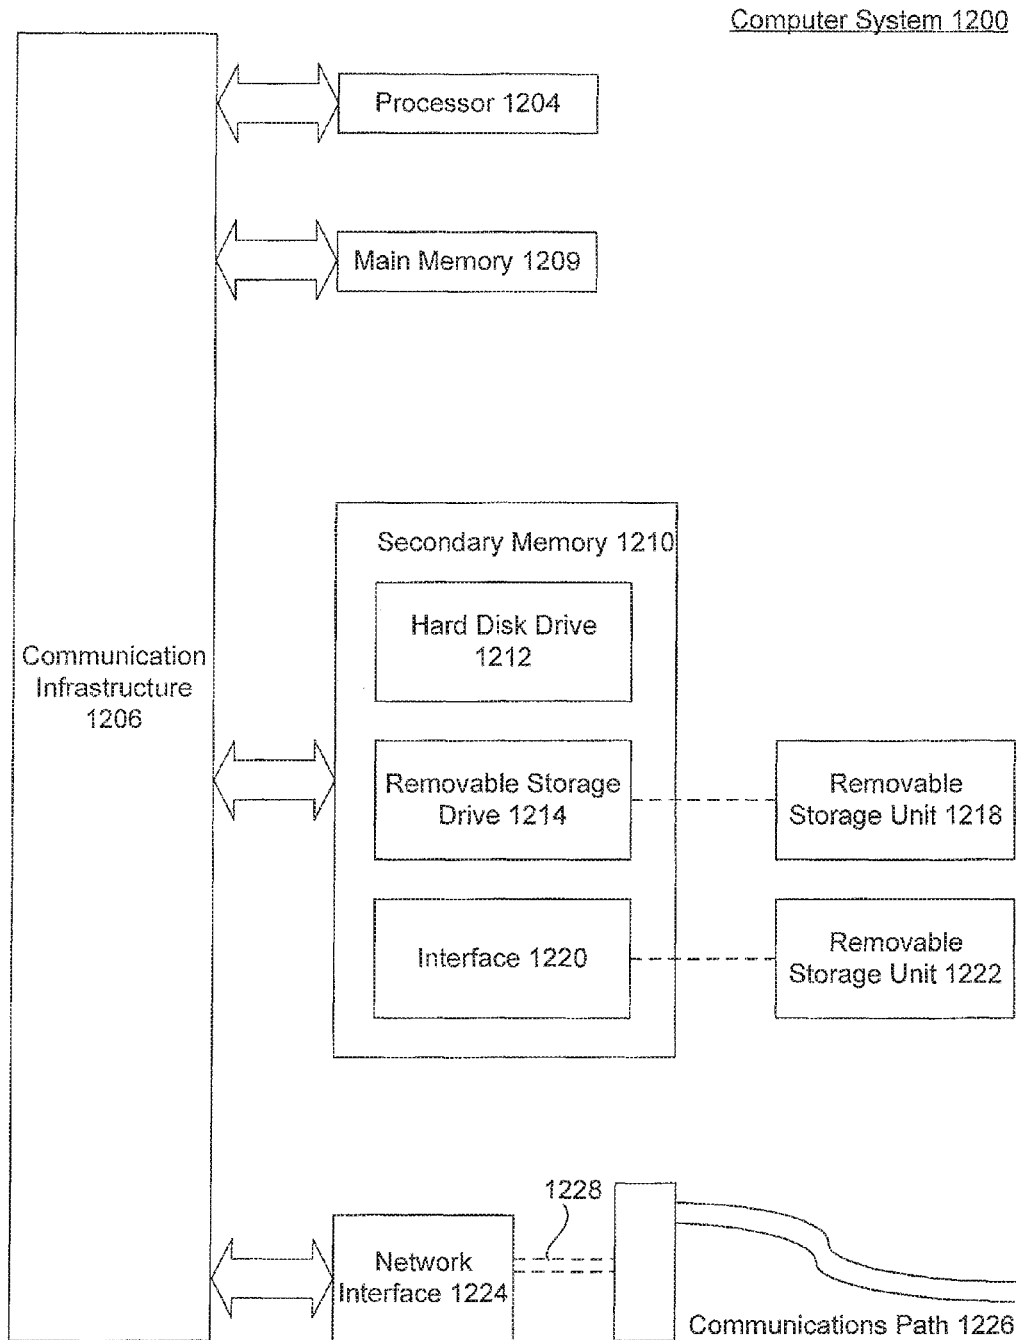 Computer System 1200
Processor 1204
Main Memory 1209
Secondary Memory 1210
Hard Disk Drive
1212
Communication
Infrastructure
1206
Removable Storage
Drive 1214
Removable
Storage Unit 1218
Interface 1220
Removable
Storage Unit 1222
1228
Network
Interface 1224
Communications Path 1226